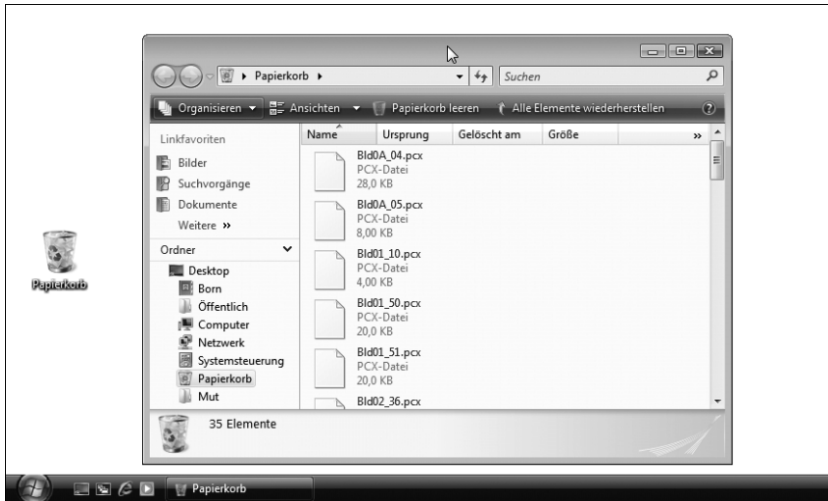 Papierkorb
Suchen
Organisieren Ansichten Papierkorb leeren Alle Elemente wiederherstellen
Linkfavoriten
Bilder
Suchvorgänge
Dokumente
Weitere »
Ordner
Desktop
Born
Öffentlich
Computer
Netzwerk
Systemsteuerung
Papierkorb
Mut
Name Ursprung Gelöscht am Größe »
Bld0A_04.pcx
PCX-Datei
28,0 KB
Bld0A_05.pcx
PCX-Datei
8,00 KB
Bld01_10.pcx
PCX-Datei
4,00 KB
Bld01_50.pcx
PCX-Datei
20,0 KB
Bld01_51.pcx
PCX-Datei
20,0 KB
Bld02_36.pcx
35 Elemente
Papierkorb
Papierkorb